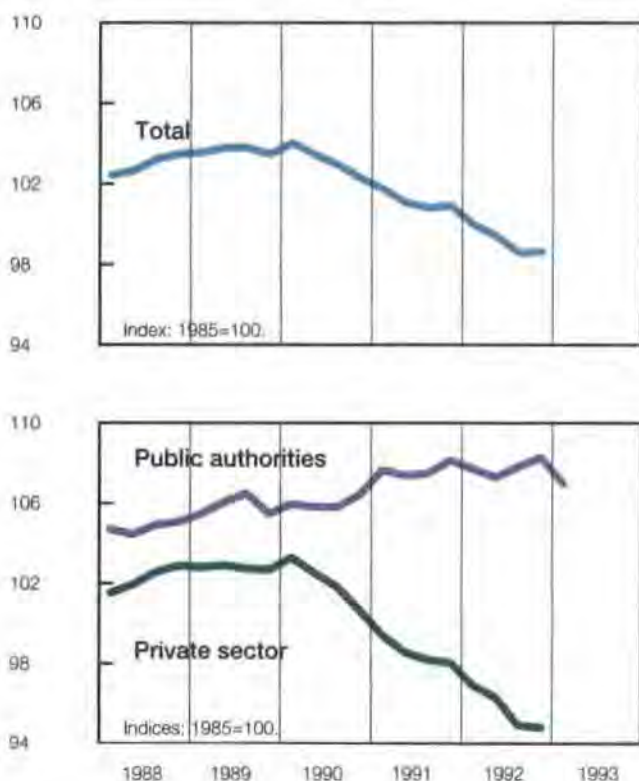 110
106
Total
102
98
Index: 1985=100.
94
110
Public authorities
106
102
98
Private sector
Indices: 1985=100.
94
1988 1989 1990 1991 1992 1993